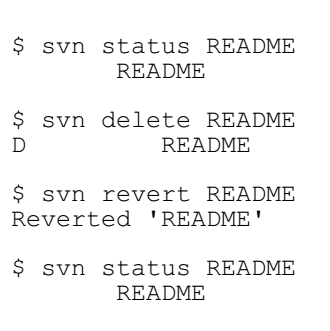 $ svn status README
       README
$ svn delete README
D         README
$ svn revert README
Reverted 'README'
$ svn status README
       README